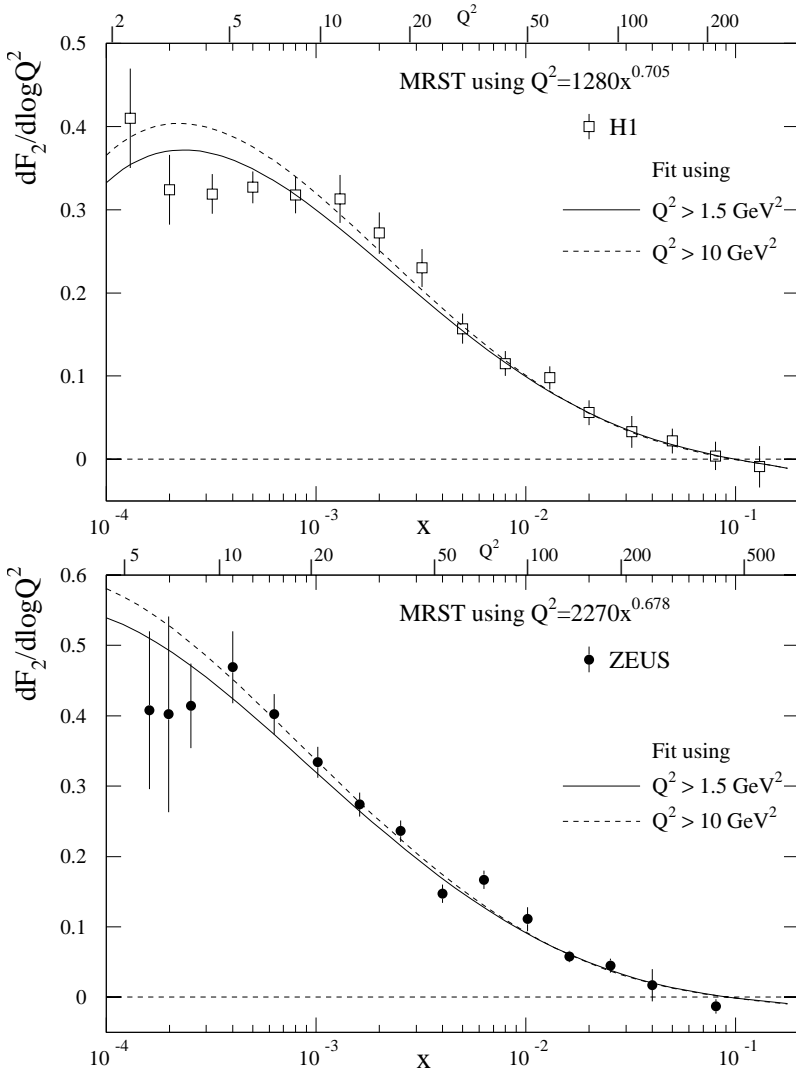 2 5 10 20 Q² 50 100 200
0.5
MRST using Q²=1280x^0.705
H1
0.4
Fit using
Q² > 1.5 GeV²
0.3
Q² > 10 GeV²
dF₂/dlogQ²
0.2
0.1
0
10⁻⁴ 10⁻³ x 10⁻² 10⁻¹
5 10 20 50 Q² 100 200 500
0.6
MRST using Q²=2270x^0.678
ZEUS
0.5
dF₂/dlogQ²
0.4
Fit using
0.3
Q² > 1.5 GeV²
Q² > 10 GeV²
0.2
0.1
0
10⁻⁴ 10⁻³ x 10⁻² 10⁻¹